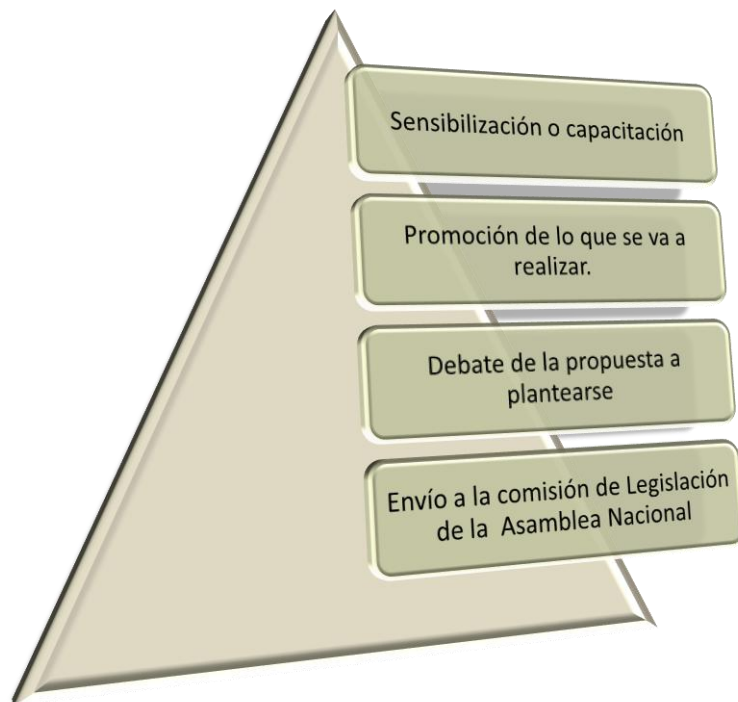 Sensibilización o capacitación
Promoción de lo que se va a
realizar.
Debate de la propuesta a
plantearse
Envío a la comisión de Legislación
de la Asamblea Nacional